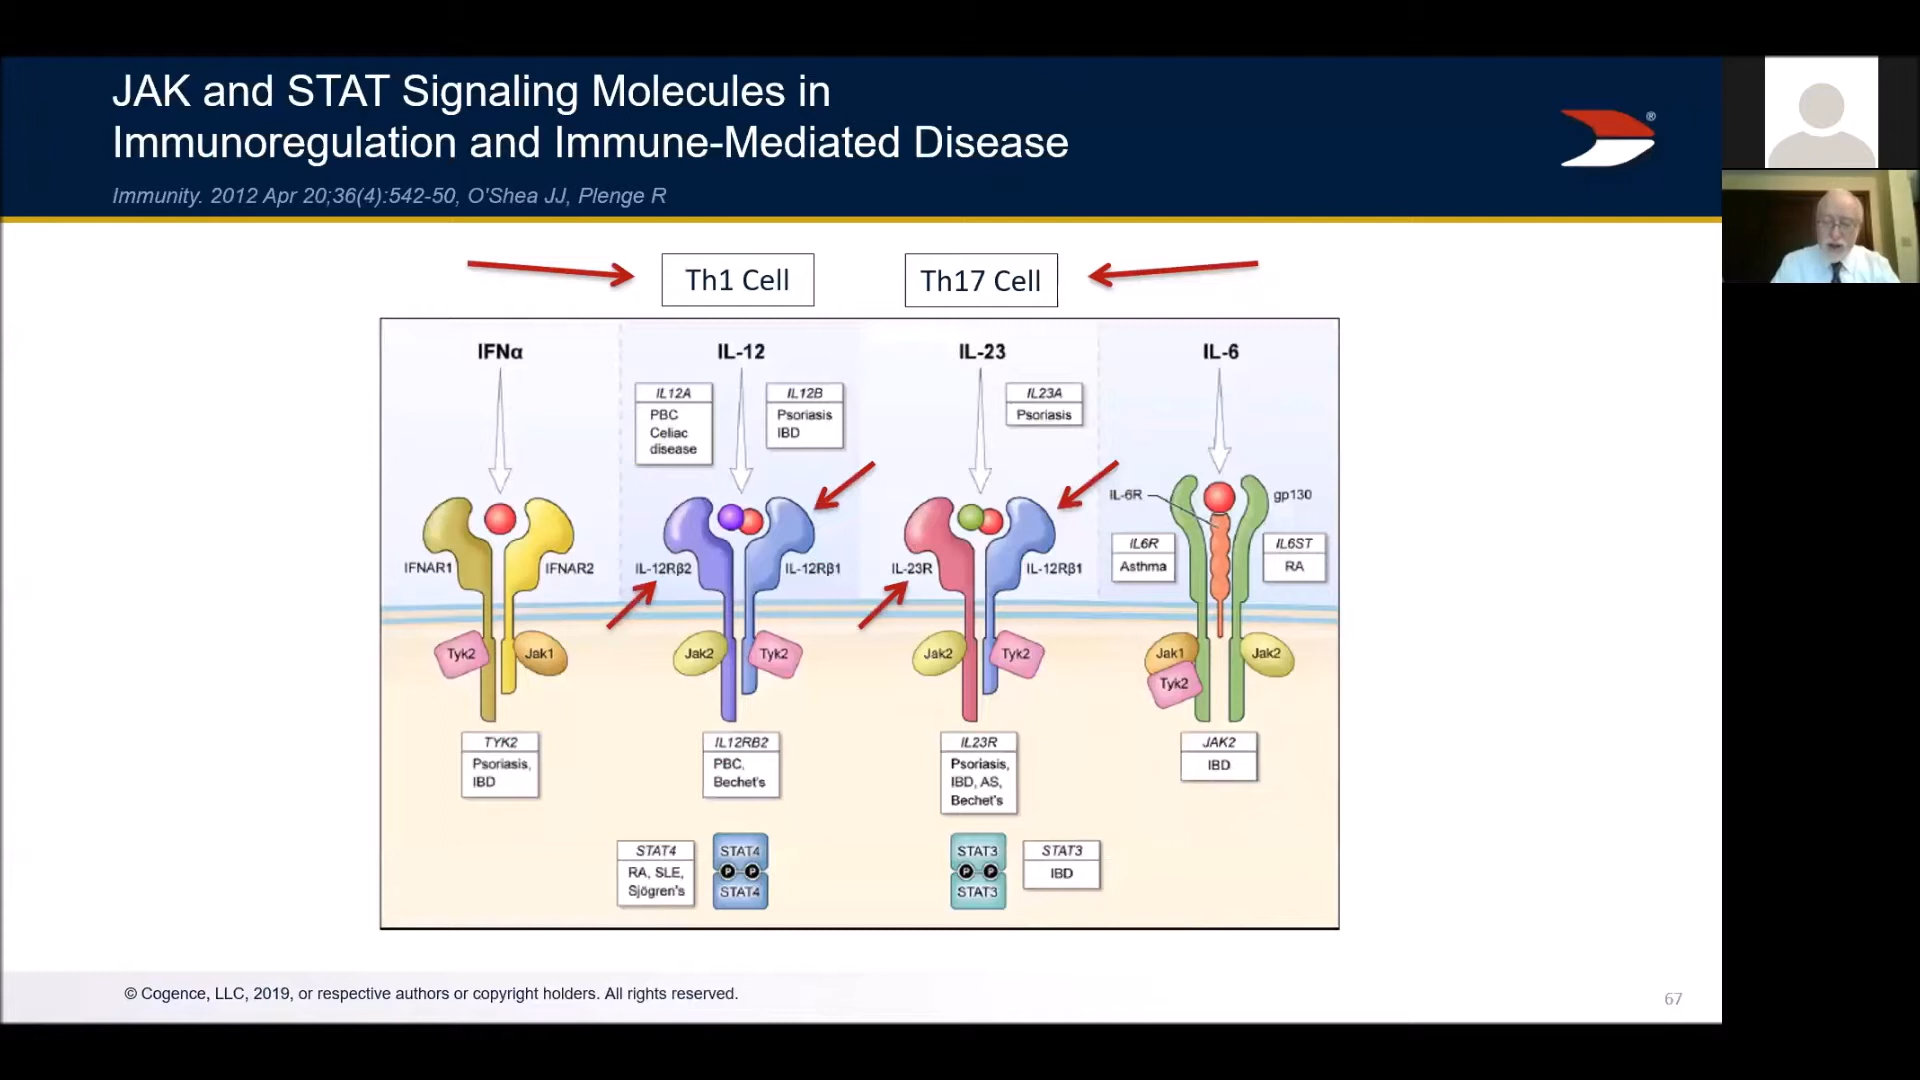 JAK and STAT Signaling Molecules in
Immunoregulation and Immune-Mediated Disease
®
Immunity. 2012 Apr 20;36(4):542-50, O'Shea JJ, Plenge R
Th1 Cell
Th17 Cell
IFNα
IL-12
IL-23
IL-6
IL12A
PBC
Celiac
disease
IL12B
Psoriasis
IBD
IL23A
Psoriasis
IFNAR1
IFNAR2
IL-12Rβ2
IL-12Rβ1
IL-23R
IL-12Rβ1
IL-6R
gp130
IL6R
Asthma
IL6ST
RA
Tyk2
Jak1
Jak2
Tyk2
Jak2
Tyk2
Jak1
Tyk2
Jak2
TYK2
Psoriasis,
IBD
IL12RB2
PBC,
Bechet's
IL23R
Psoriasis,
IBD, AS,
Bechet's
JAK2
IBD
STAT4
RA, SLE,
Sjögren's
STAT4
P P
STAT4
STAT3
P P
STAT3
STAT3
IBD
© Cogence, LLC, 2019, or respective authors or copyright holders. All rights reserved.
67